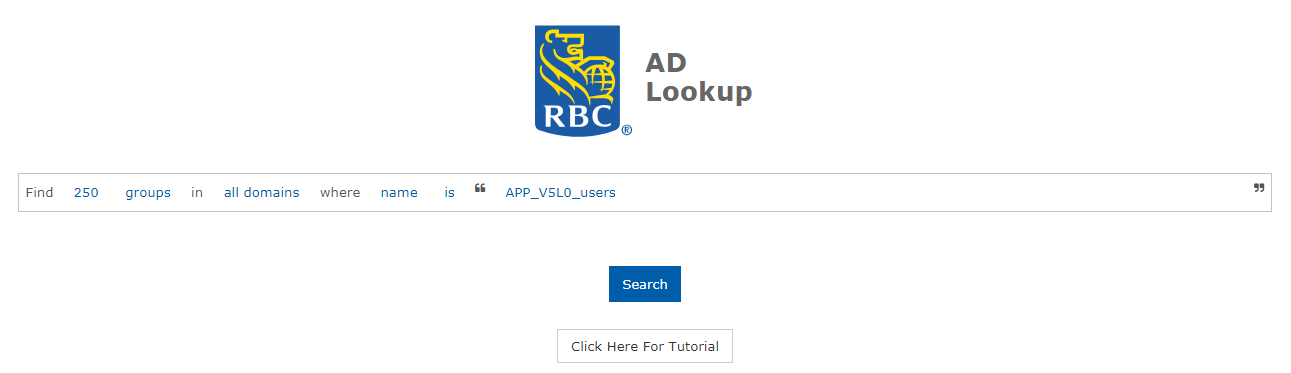 AD
Lookup
RBC®
Find 250 groups in all domains where name is “ APP_V5L0_users ”
Search
Click Here For Tutorial